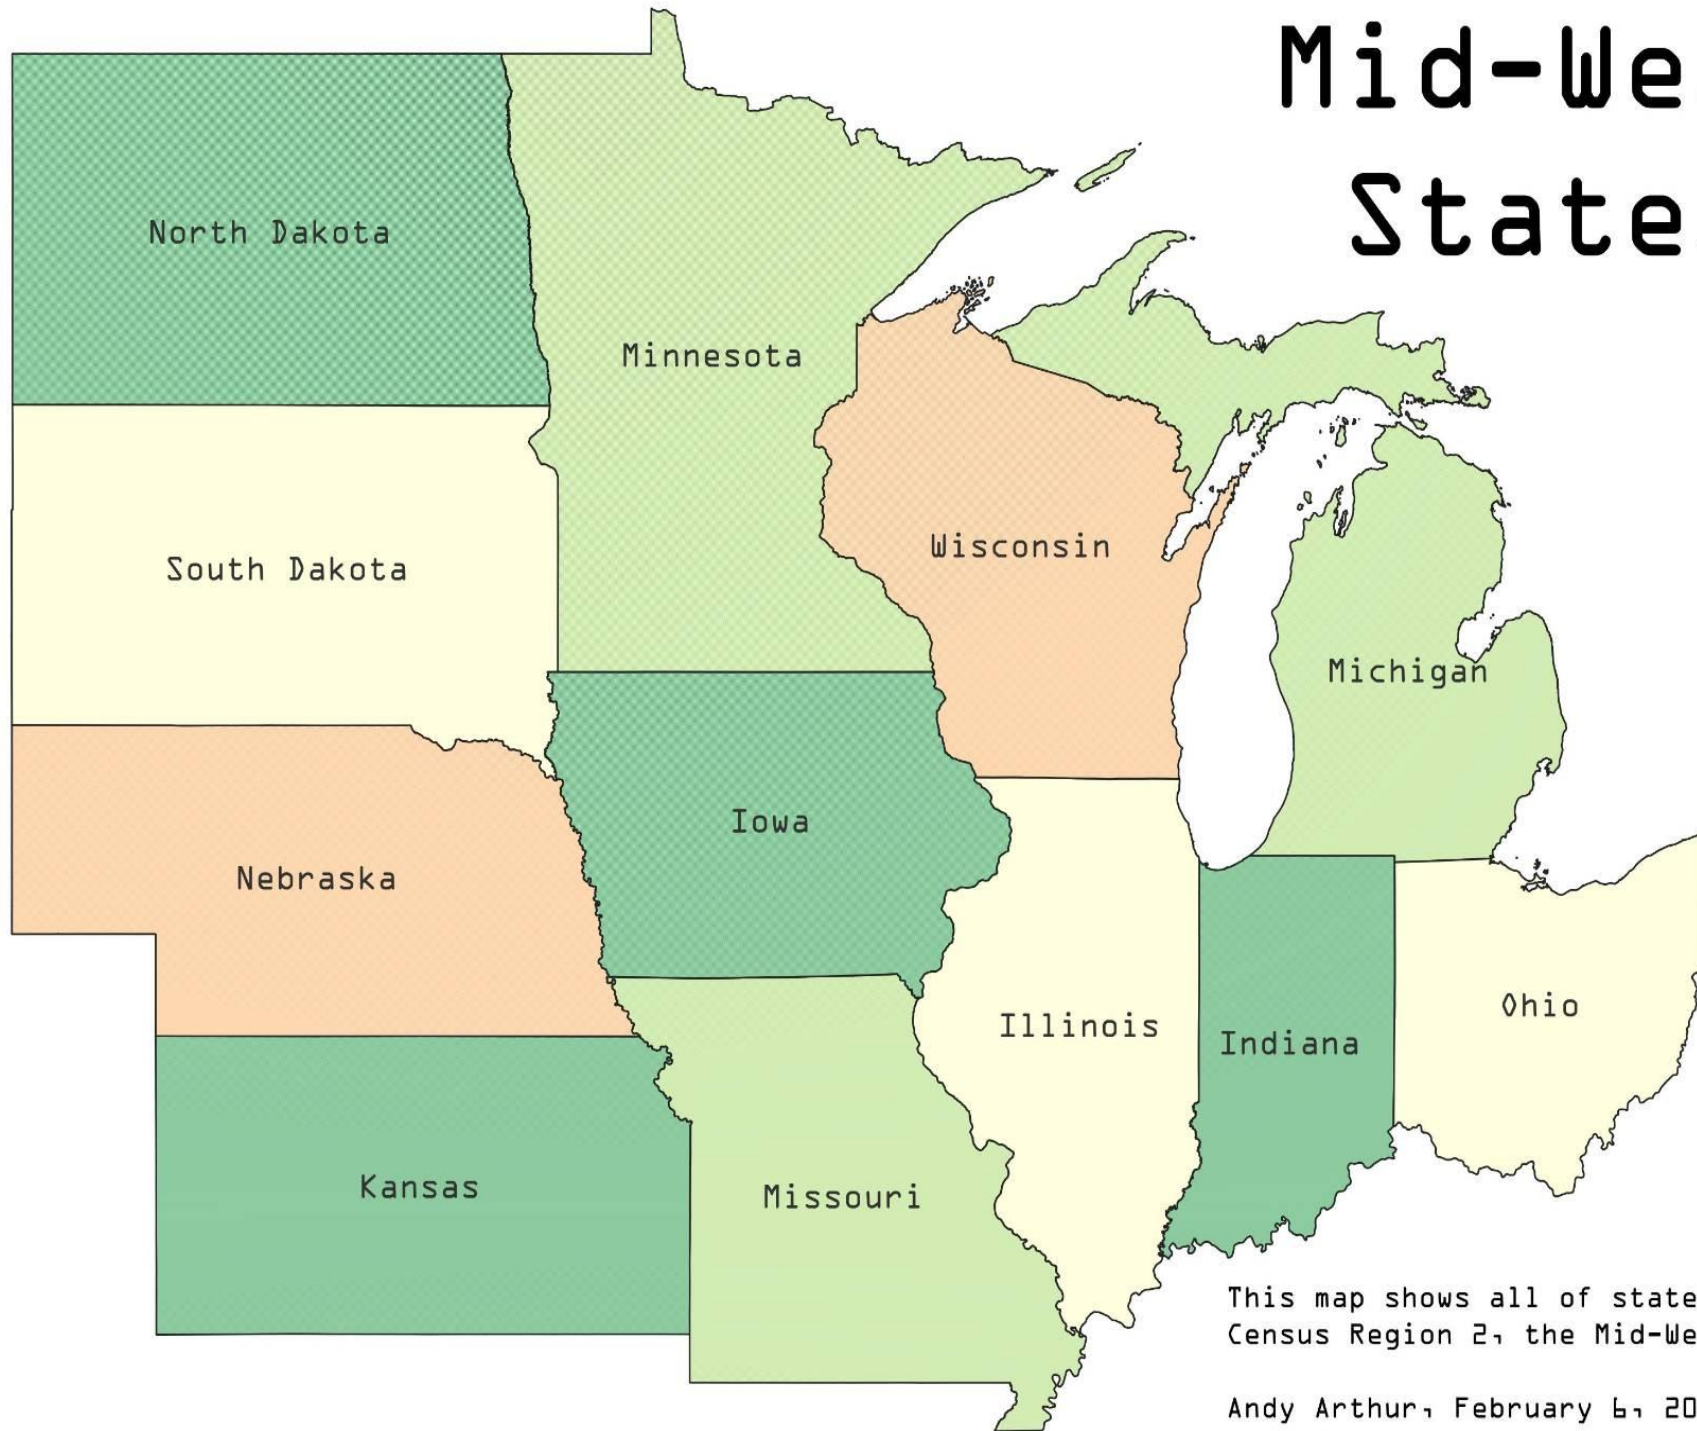 Mid-We
State
North Dakota
Minnesota
Wisconsin
South Dakota
Michigan
Iowa
Nebraska
Ohio
Illinois
Indiana
Kansas
Missouri
This map shows all of state
Census Region 2, the Mid-We
Andy Arthur, February 6, 20